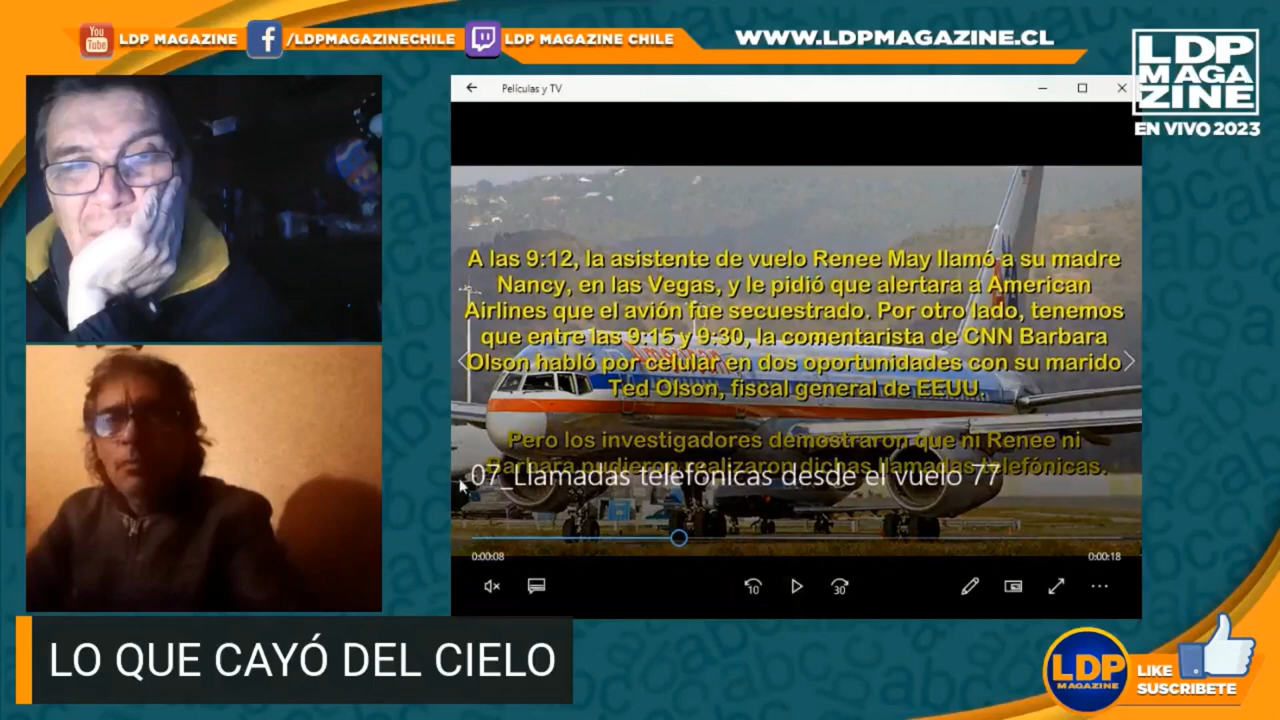 You
Tube
LDP MAGAZINE
/LDPMAGAZINECHILE
LDP MAGAZINE CHILE
WWW.LDPMAGAZINE.CL
LDP
MAGA
ZINE
EN VIVO 2023
Películas y TV
A las 9:12, la asistente de vuelo Renee May llamó a su madre
Nancy, en las Vegas, y le pidió que alertara a American
Airlines que el avión fue secuestrado. Por otro lado, tenemos
que entre las 9:15 y 9:30, la comentarista de CNN Barbara
Olson habló por celular en dos oportunidades con su marido
Ted Olson, fiscal general de EEUU.
Pero los investigadores demostraron que ni Renee ni
Barbara pudieron realizaron dichas llamadas telefónicas.
07_Llamadas telefónicas desde el vuelo 77
American
0:00:08
0:00:18
10
30
LO QUE CAYÓ DEL CIELO
LDP
MAGAZINE
LIKE
SUSCRIBETE